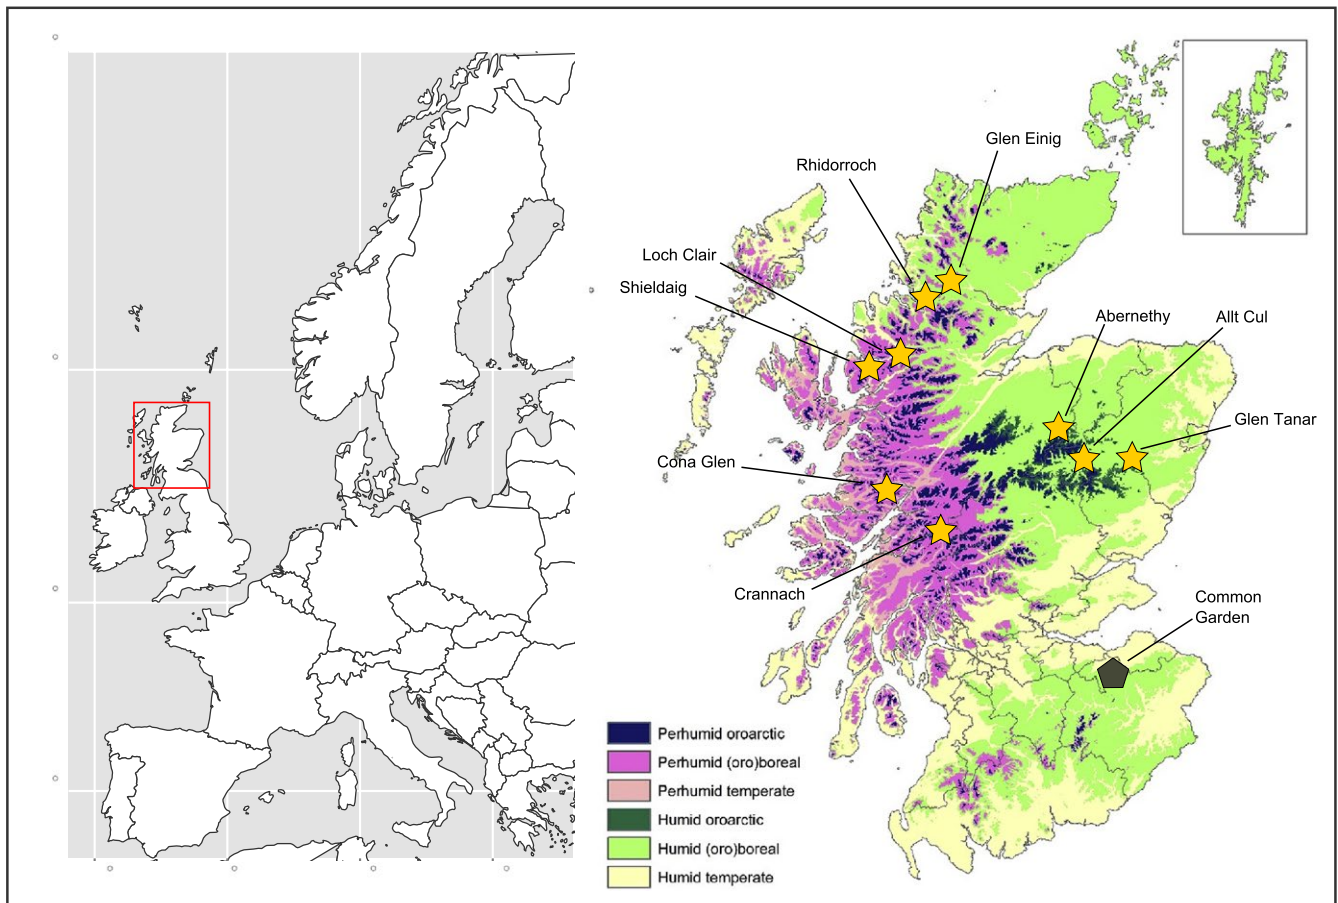 Glen Einig
Rhidorroch
Loch Clair
Shieldaig
Abernethy
Allt Cul
Glen Tanar
Cona Glen
Crannach
Common
Garden
Perhumid oroarctic
Perhumid (oro)boreal
Perhumid temperate
Humid oroarctic
Humid (oro)boreal
Humid temperate